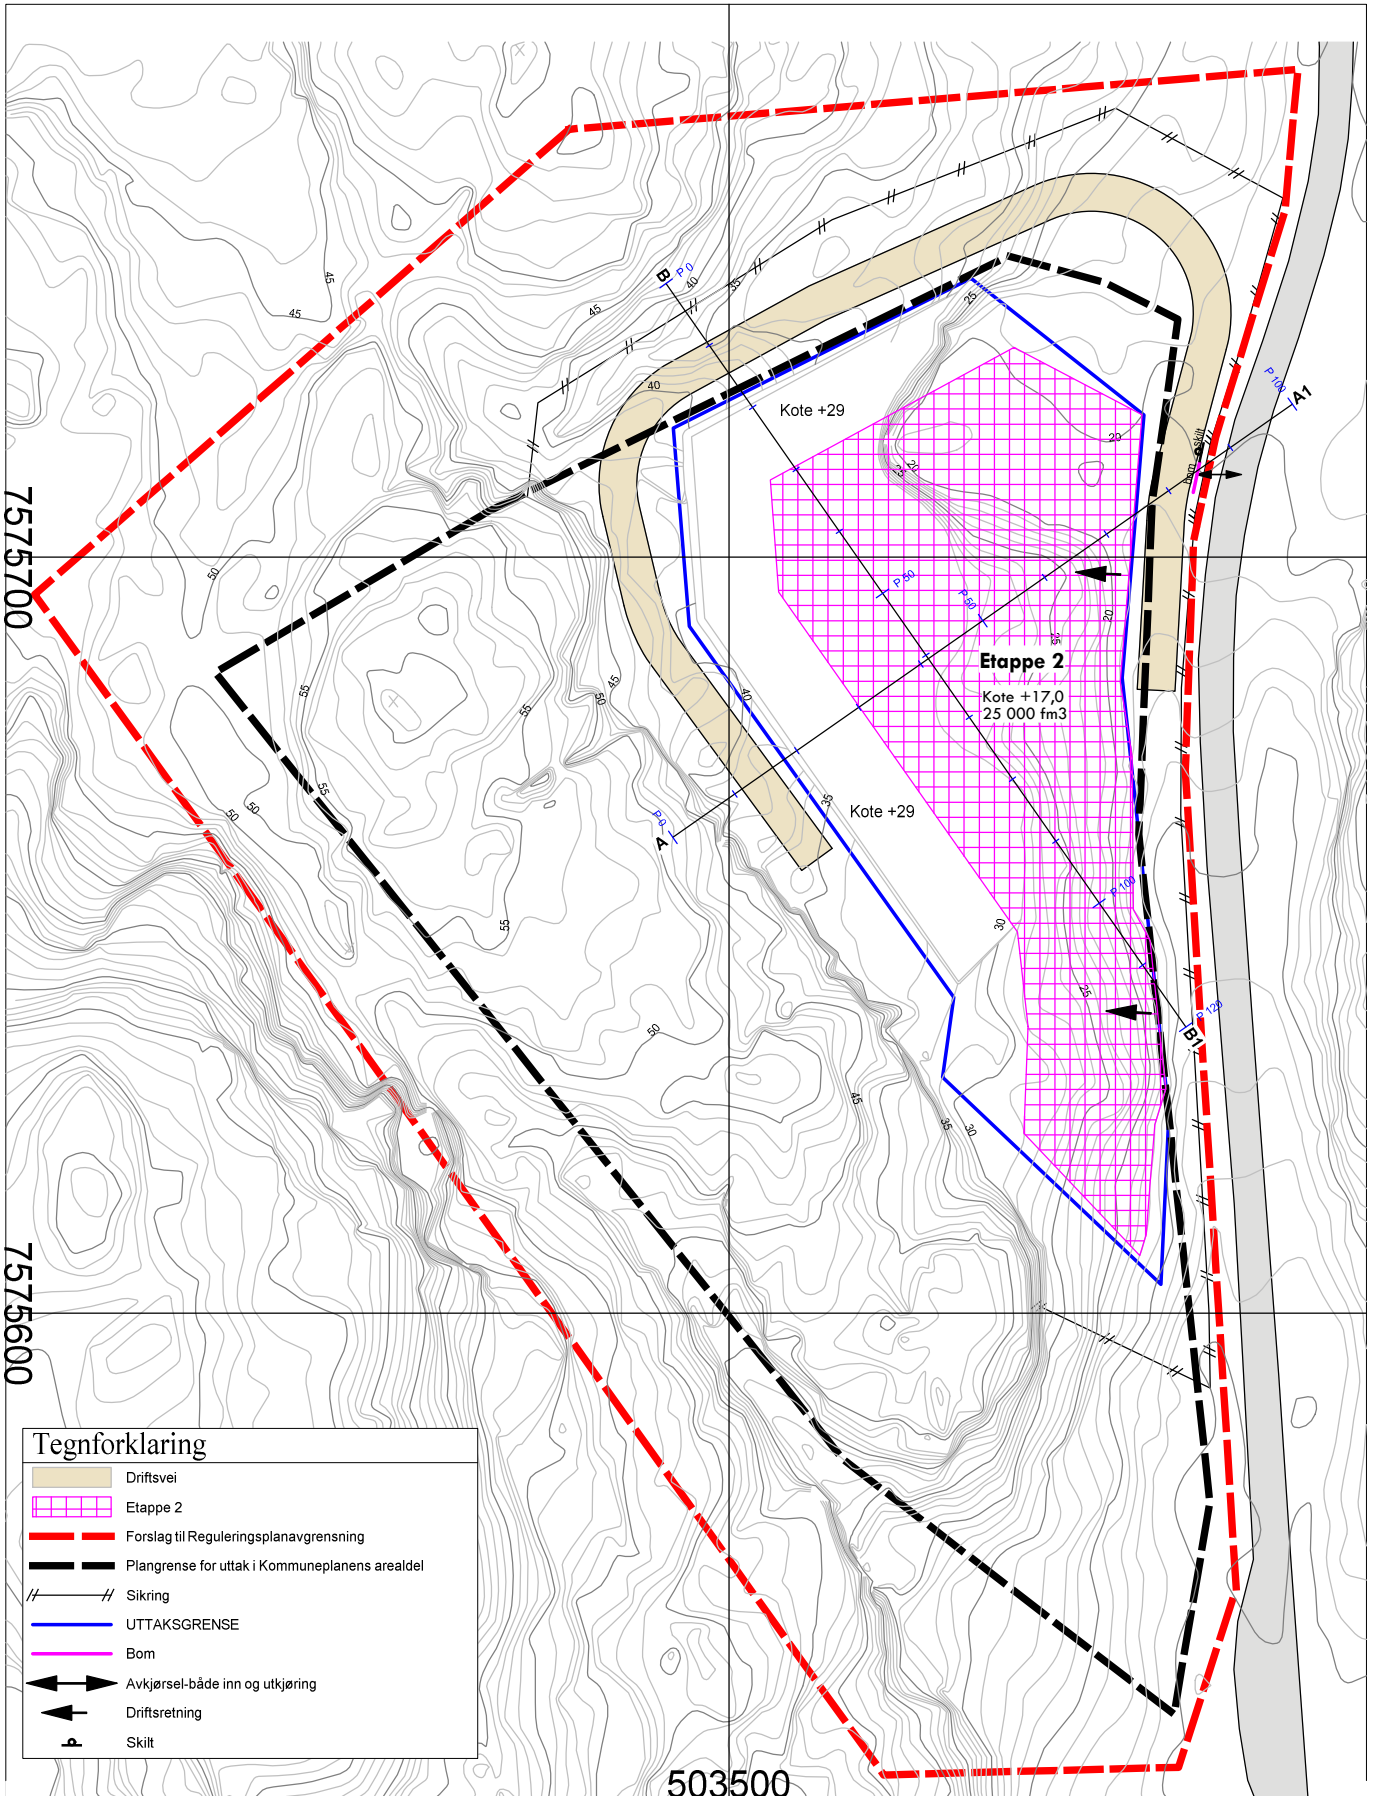 45
45
45
B
P 0
40
35
25
40
Kote +29
P 100
A1
20
skilt
Bom
20
25
7575700
50
P 50
P 50
20
25
Etappe 2
Kote +17,0
25 000 fm3
55
55
45
50
40
55
50
50
P 0
A
35
Kote +29
55
30
P 100
25
50
P 120
B1
45
35
30
7575600
Tegnforklaring
Driftsvei
Etappe 2
Forslag til Reguleringsplanavgrensning
Plangrense for uttak i Kommuneplanens arealdel
Sikring
UTTAKSGRENSE
Bom
Avkjørsel-både inn og utkjøring
Driftsretning
Skilt
503500